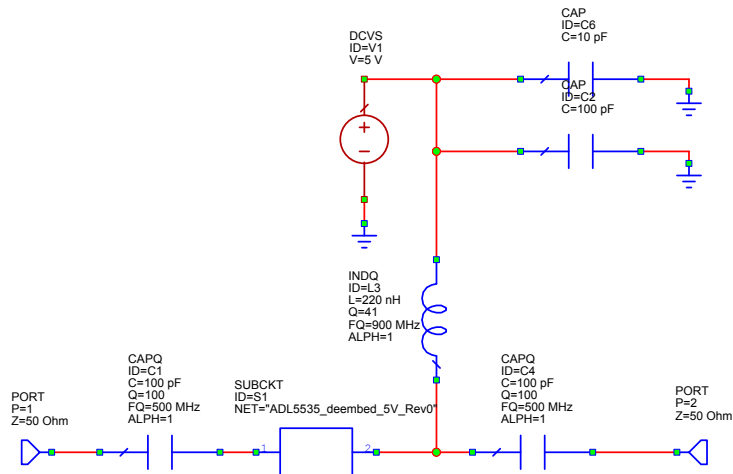 CAP
ID=C6
C=10 pF
DCVS
ID=V1
V=5 V
CAP
ID=C2
C=100 pF
+
–
INDQ
ID=L3
L=220 nH
Q=41
FQ=900 MHz
ALPH=1
CAPQ
ID=C1
C=100 pF
Q=100
FQ=500 MHz
ALPH=1
CAPQ
ID=C4
C=100 pF
Q=100
FQ=500 MHz
ALPH=1
SUBCKT
ID=S1
NET="ADL5535_deembed_5V_Rev0"
PORT
P=1
Z=50 Ohm
PORT
P=2
Z=50 Ohm
1
2